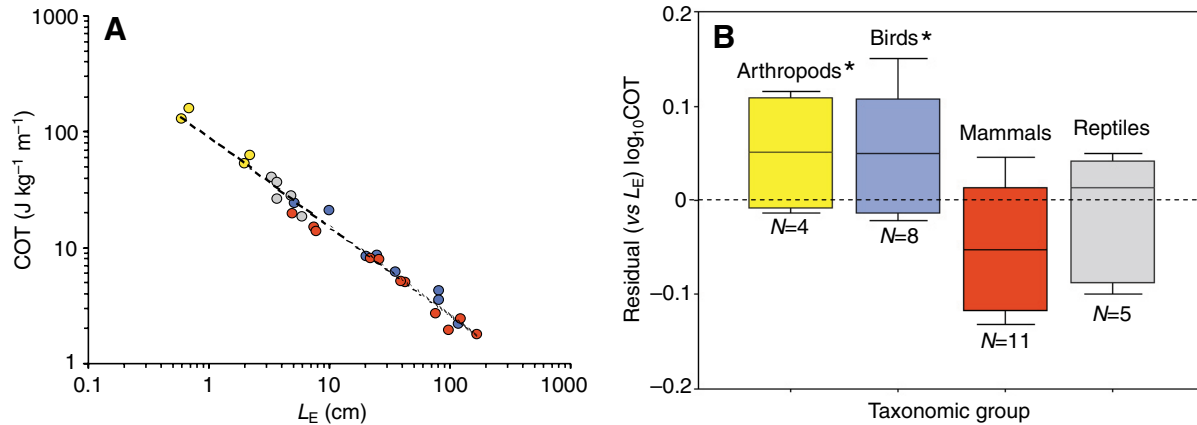 A
1000
100
10
1
COT (J kg⁻¹ m⁻¹)
0.1 1 10 100 1000
L_E (cm)
B
0.2
0.1
0
−0.1
−0.2
Residual (vs L_E) log₁₀COT
Arthropods*
Birds*
Mammals
Reptiles
N=4
N=8
N=11
N=5
Taxonomic group